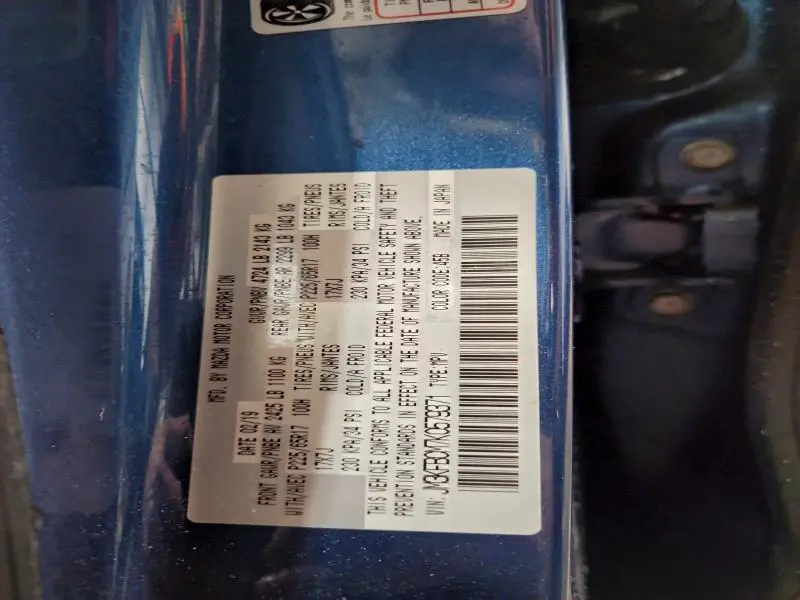 MFD. BY MAZDA MOTOR CORPORATION
DATE 02/19 GVWR/PNBV 4724 LB 2143 KG
FRONT GAWR/PNBE AV 2425 LB 1100 KG REAR GAWR/PNBE AR 2293 LB 1040 KG
WITH/AVEC P225/65R17 100H TIRES/PNEUS WITH/AVEC P225/65R17 100H TIRES/PNEUS
17X7J RIMS/JANTES 17X7J RIMS/JANTES
230 KPA/34 PSI COLD/A FROID 230 KPA/34 PSI COLD/A FROID
THIS VEHICLE CONFORMS TO ALL APPLICABLE FEDERAL MOTOR VEHICLE SAFETY AND THEFT
PREVENTION STANDARDS IN EFFECT ON THE DATE OF MANUFACTURE SHOWN ABOVE.
VIN: TYPE:MPV COLOR CODE:45B MADE IN JAPAN